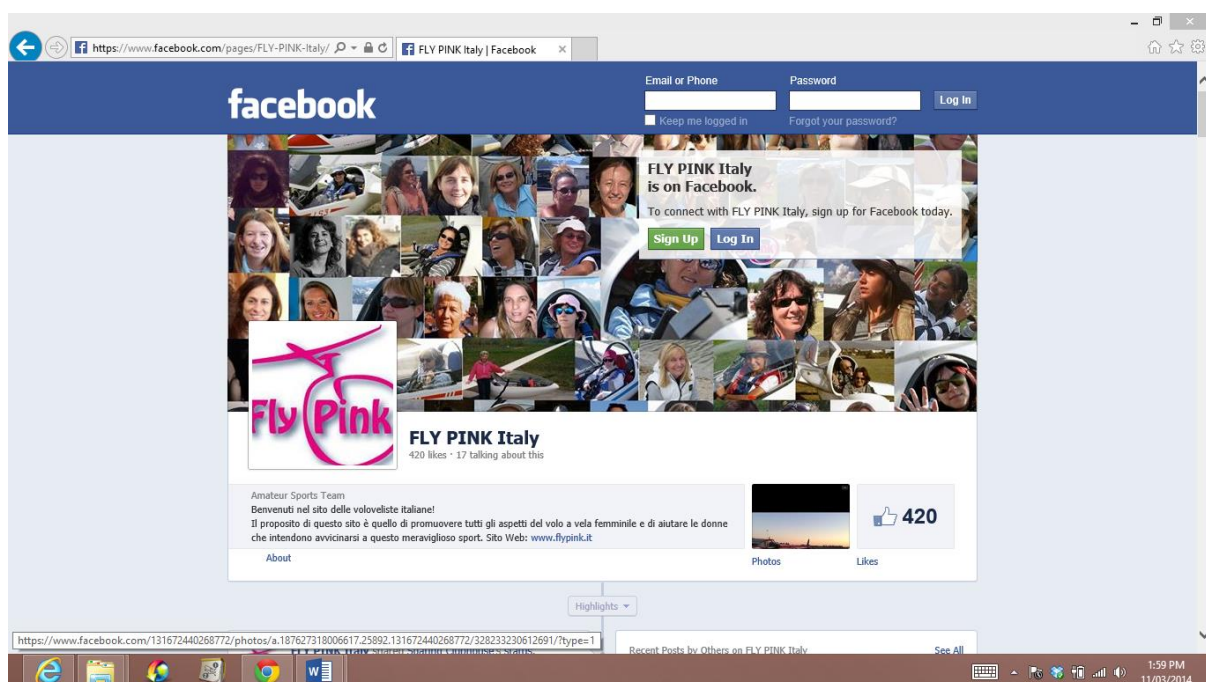 https://www.facebook.com/pages/FLY-PINK-Italy/
FLY PINK Italy | Facebook
facebook
Email or Phone
Password
Log In
Keep me logged in
Forgot your password?
FLY PINK Italy
is on Facebook.
To connect with FLY PINK Italy, sign up for Facebook today.
Sign Up
Log In
Fly Pink
FLY PINK Italy
420 likes · 17 talking about this
Amateur Sports Team
Benvenuti nel sito delle voloveliste italiane!
Il proposito di questo sito è quello di promuovere tutti gli aspetti del volo a vela femminile e di aiutare le donne
che intendono avvicinarsi a questo meraviglioso sport. Sito Web: www.flypink.it
420
About
Photos
Likes
Highlights
https://www.facebook.com/131672440268772/photos/a.187627318006617.25892.131672440268772/328233230612691/?type=1
FLY PINK Italy shared
Recent Posts by Others on FLY PINK Italy
See All
1:59 PM
11/03/2014